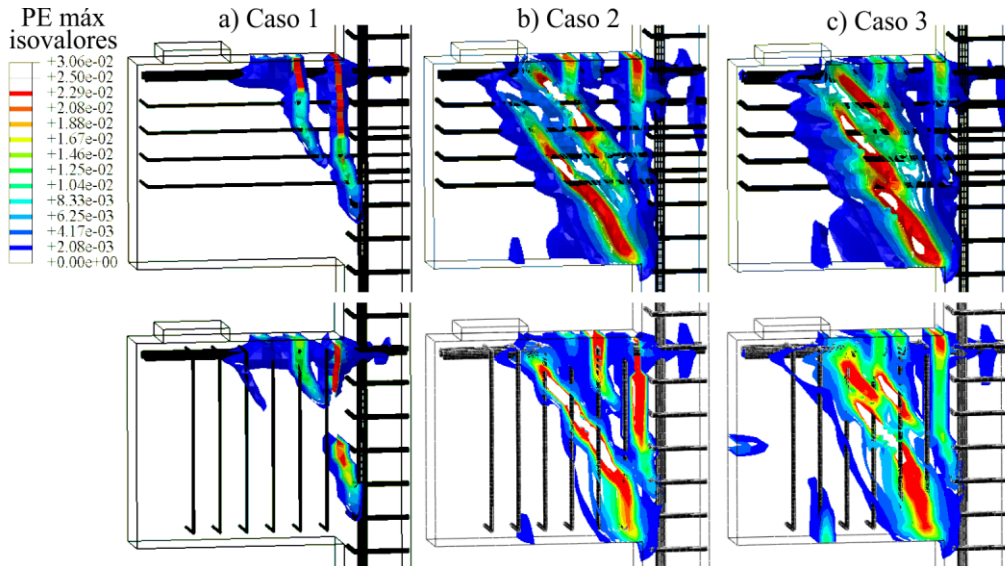 PE máx
isovalores
+3.06e-02
+2.50e-02
+2.29e-02
+2.08e-02
+1.88e-02
+1.67e-02
+1.46e-02
+1.25e-02
+1.04e-02
+8.33e-03
+6.25e-03
+4.17e-03
+2.08e-03
+0.00e+00
a) Caso 1
b) Caso 2
c) Caso 3